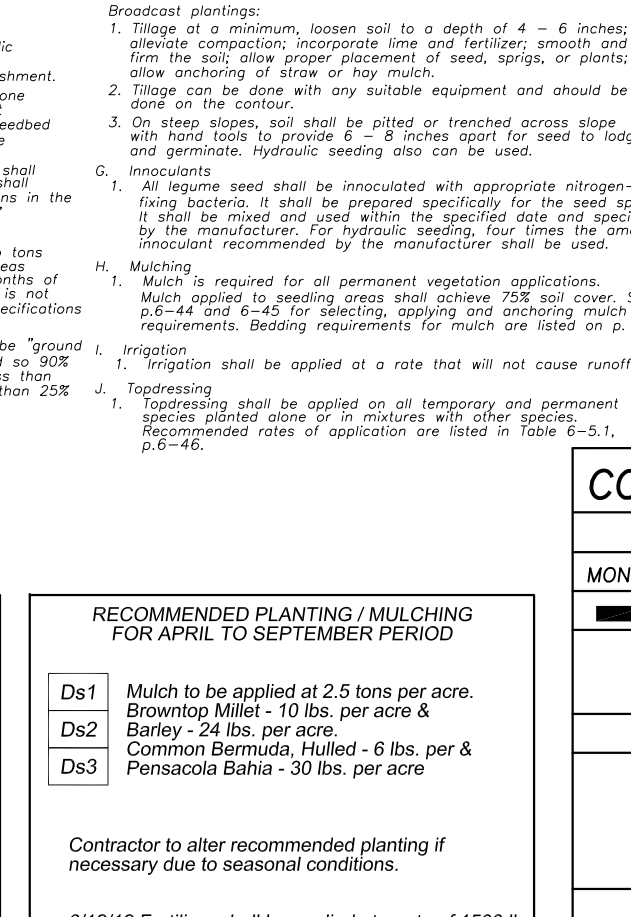 lic
shment.
one
t
eedbed
e
shall
shall
ns in the
"
o tons
eas
onths of
is not
ecifications
be "ground
d so 90%
ss than
than 25%
Broadcast plantings:
1. Tillage at a minimum, loosen soil to a depth of 4 – 6 inches;
alleviate compaction; incorporate lime and fertilizer; smooth and
firm the soil; allow proper placement of seed, sprigs, or plants;
allow anchoring of straw or hay mulch.
2. Tillage can be done with any suitable equipment and ahould be
done on the contour.
3. On steep slopes, soil shall be pitted or trenched across slope
with hand tools to provide 6 – 8 inches apart for seed to lodg
and germinate. Hydraulic seeding also can be used.
G. Innoculants
1. All legume seed shall be innoculated with appropriate nitrogen–
fixing bacteria. It shall be prepared specifically for the seed sp
It shall be mixed and used within the specified date and speci
by the manufacturer. For hydraulic seeding, four times the am
innoculant recommended by the manufacturer shall be used.
H. Mulching
1. Mulch is required for all permanent vegetation applications.
Mulch applied to seedling areas shall achieve 75% soil cover. S
p.6–44 and 6–45 for selecting, applying and anchoring mulch
requirements. Bedding requirements for mulch are listed on p.
I. Irrigation
1. Irrigation shall be applied at a rate that will not cause runoff
J. Topdressing
1. Topdressing shall be applied on all temporary and permanent
species planted alone or in mixtures with other species.
Recommended rates of application are listed in Table 6–5.1,
p.6–46.
CO
MON
RECOMMENDED PLANTING / MULCHING
FOR APRIL TO SEPTEMBER PERIOD
Ds1 Mulch to be applied at 2.5 tons per acre.
Browntop Millet - 10 lbs. per acre &
Ds2 Barley - 24 lbs. per acre.
Common Bermuda, Hulled - 6 lbs. per &
Ds3 Pensacola Bahia - 30 lbs. per acre
Contractor to alter recommended planting if
necessary due to seasonal conditions.